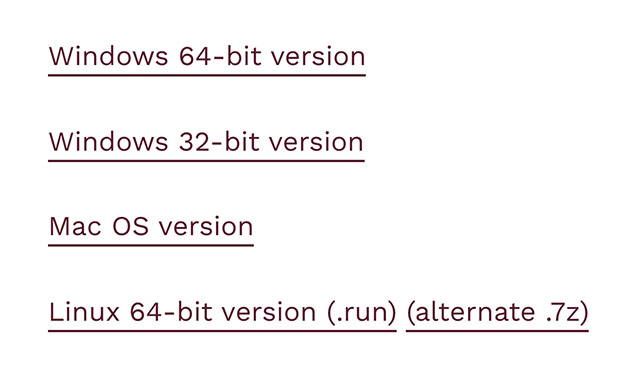 Windows 64-bit version
Windows 32-bit version
Mac OS version
Linux 64-bit version (.run) (alternate .7z)